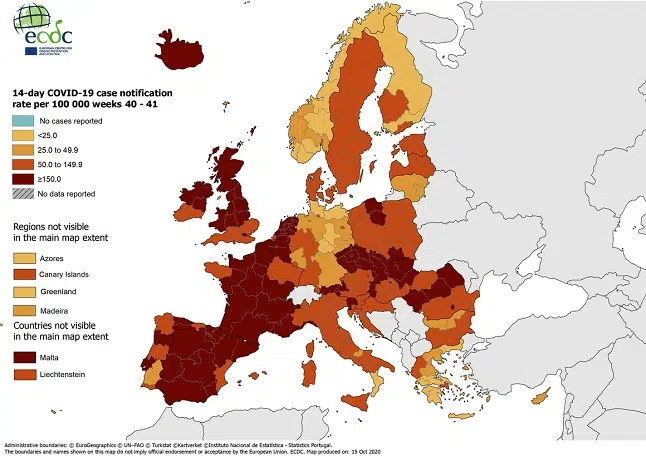 ecdc
EUROPEAN CENTRE FOR
DISEASE PREVENTION
AND CONTROL
14-day COVID-19 case notification
rate per 100 000 weeks 40 - 41
No cases reported
<25.0
25.0 to 49.9
50.0 to 149.9
≥150.0
No data reported
Regions not visible
in the main map extent
Azores
Canary Islands
Greenland
Madeira
Countries not visible
in the main map extent
Malta
Liechtenstein
Administrative boundaries: © EuroGeographics © UN–FAO © Turkstat ©Kartverket ©Instituto Nacional de Estatística - Statistics Portugal.
The boundaries and names shown on this map do not imply official endorsement or acceptance by the European Union. ECDC. Map produced on: 15 Oct 2020